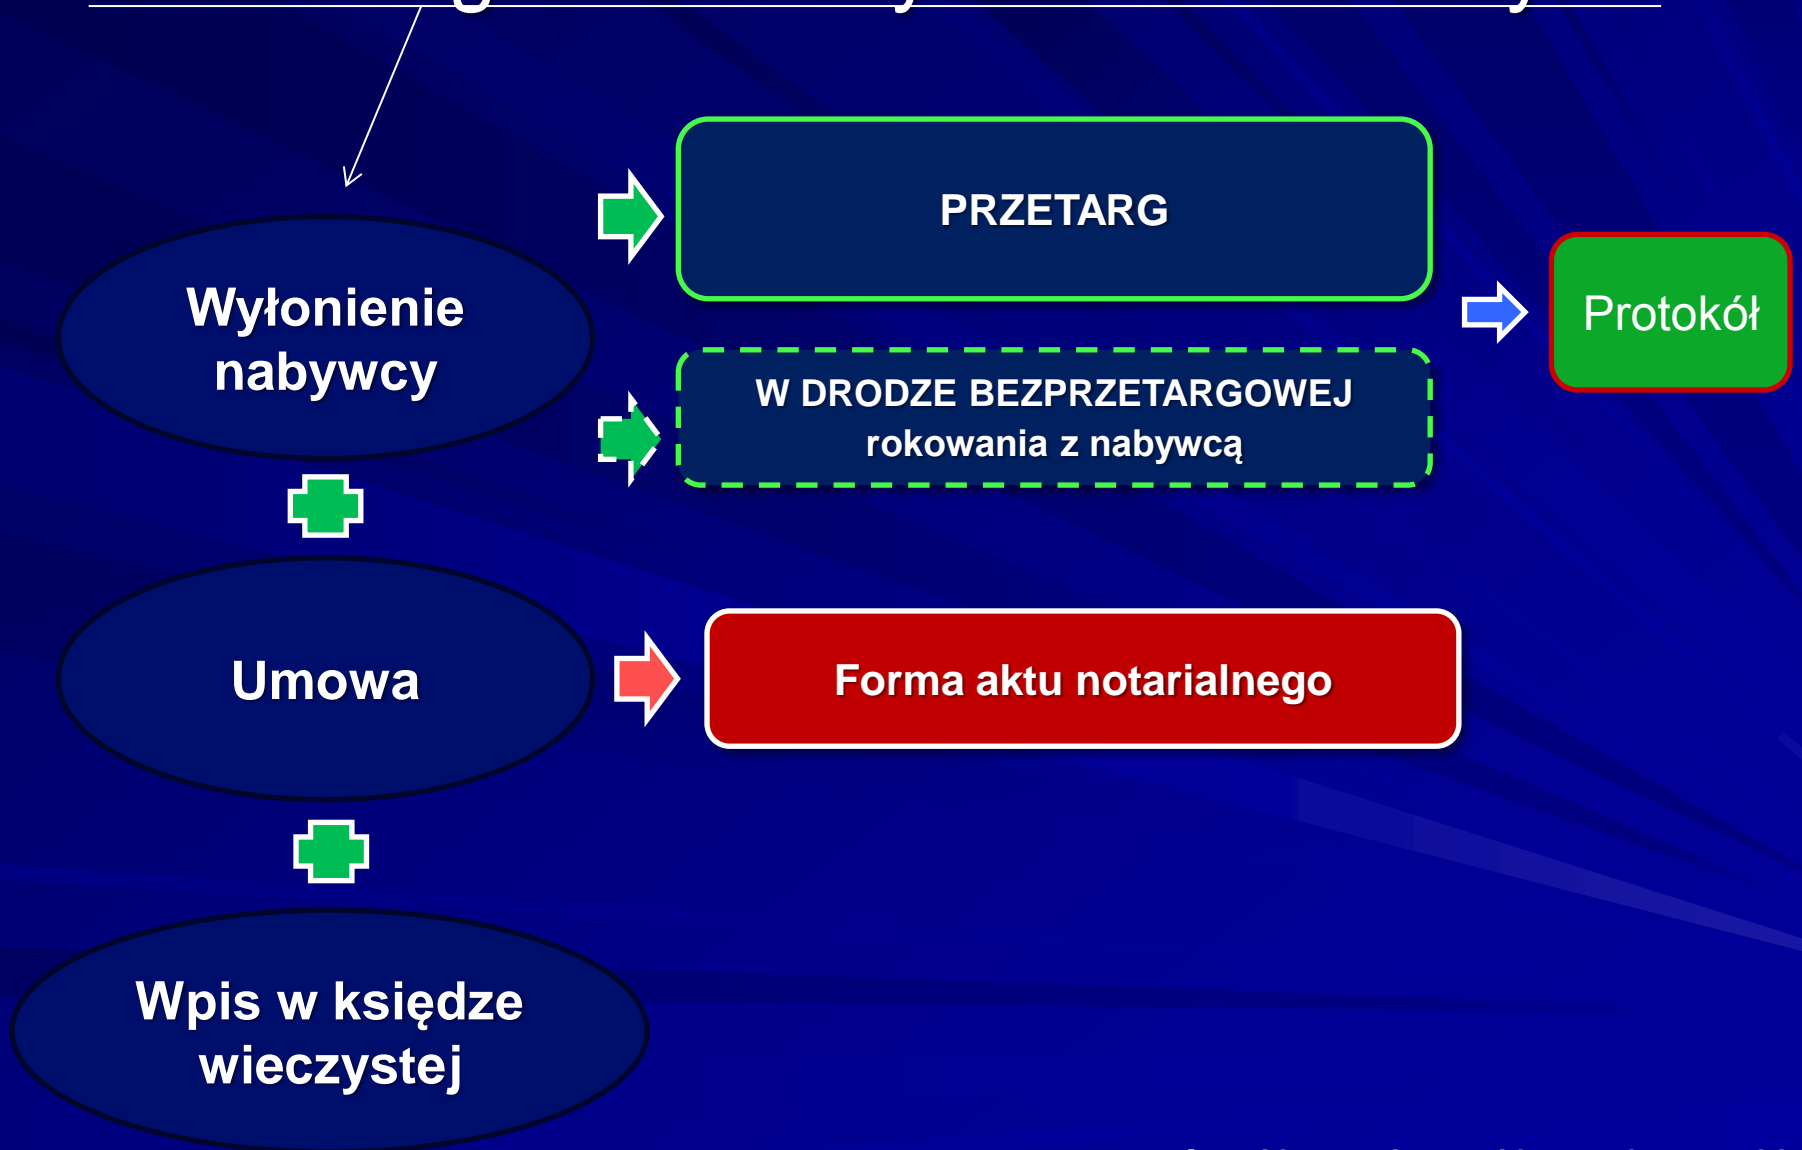 PRZETARG
Wyłonienie
nabywcy
Protokół
W DRODZE BEZPRZETARGOWEJ
rokowania z nabywcą
Umowa
Forma aktu notarialnego
Wpis w księdze
wieczystej